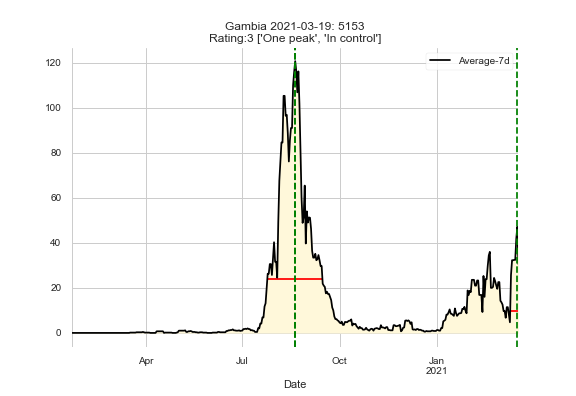 Gambia 2021-03-19: 5153
Rating:3 ['One peak', 'In control']
Average-7d
120
100
80
60
40
20
0
Apr
Jul
Oct
Jan
2021
Date